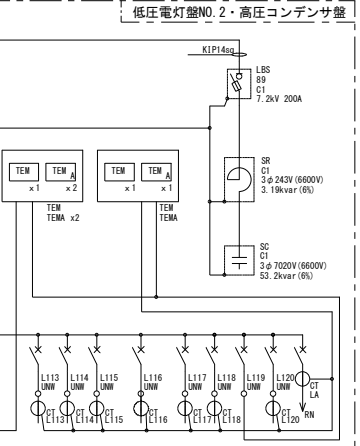 低圧電灯盤NO.2・高圧コンデンサ盤
KIP14sq
LBS
89
C1
7.2kV 200A
TEM
x1
TEM A
x2
TEM
x1
TEM A
x1
TEM
TEMA x2
TEM
TEMA
SR
C1
3φ243V(6600V)
3.19kvar(6%)
SC
C1
3φ7020V(6600V)
53.2kvar(6%)
L113
UNW
L114
UNW
L115
UNW
L116
UNW
L117
UNW
L118
UNW
L119
UNW
L120
UNW
CT
LA
RN
CT
L113
CT
L114
CT
L115
CT
L116
CT
L117
CT
L118
CT
L120